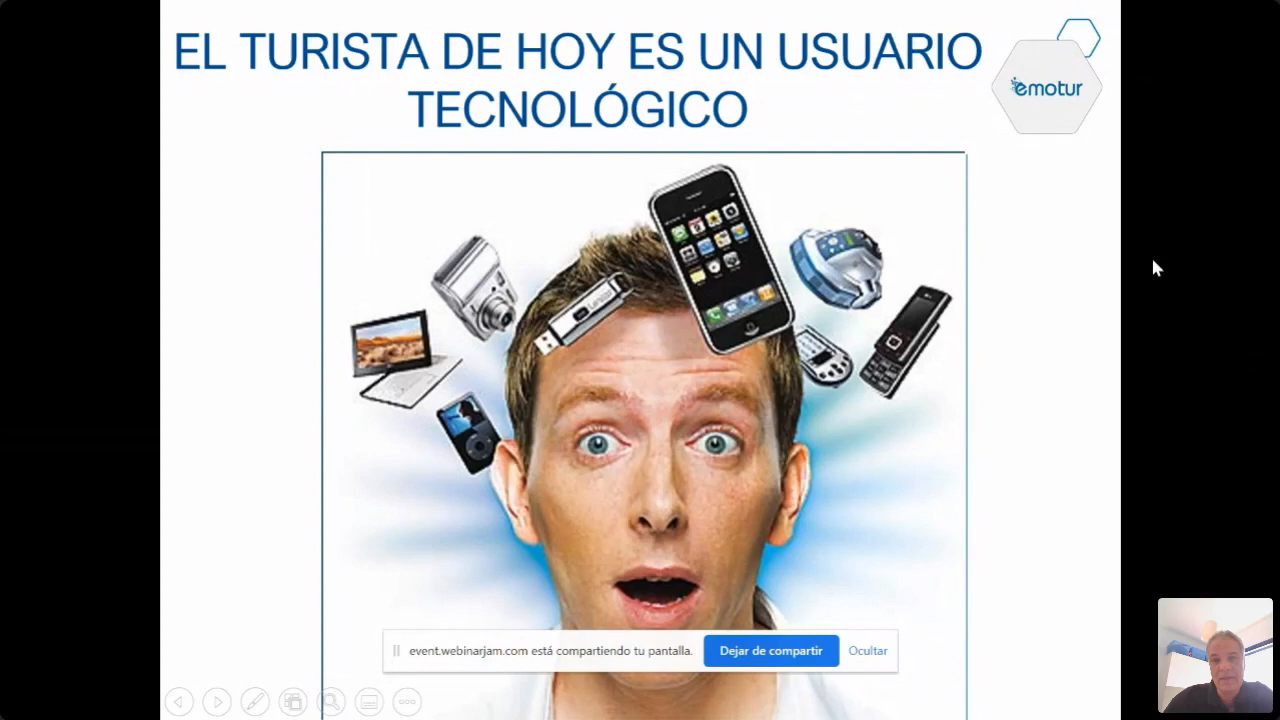 EL TURISTA DE HOY ES UN USUARIO
TECNOLÓGICO
emotur
event.webinarjam.com está compartiendo tu pantalla.
Dejar de compartir
Ocultar